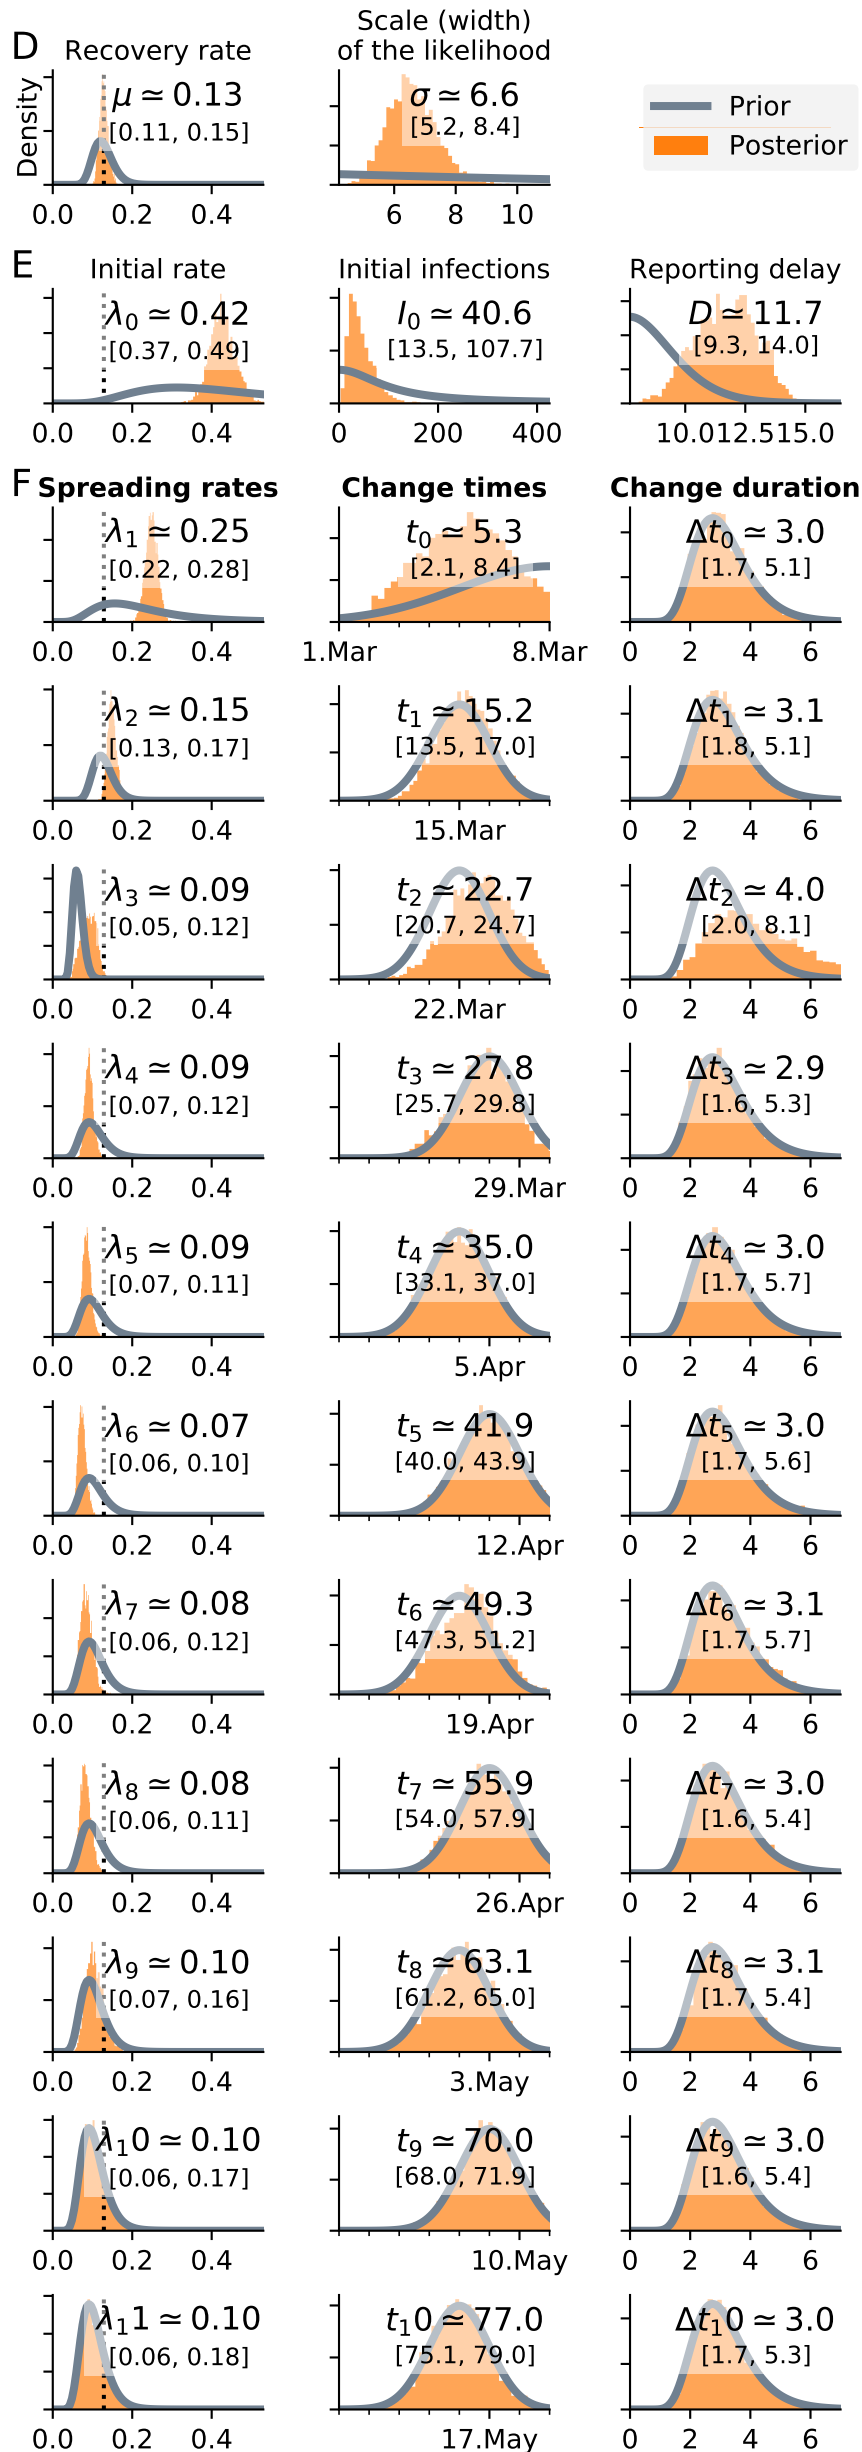 D
Recovery rate
Scale (width)
of the likelihood
Density
μ ≃ 0.13
[0.11, 0.15]
0.0 0.2 0.4
σ ≃ 6.6
[5.2, 8.4]
6 8 10
Prior
Posterior
E
Initial rate
Initial infections
Reporting delay
λ₀ ≃ 0.42
[0.37, 0.49]
0.0 0.2 0.4
I₀ ≃ 40.6
[13.5, 107.7]
0 200 400
D ≃ 11.7
[9.3, 14.0]
10.0 12.5 15.0
F
Spreading rates
Change times
Change duration
λ₁ ≃ 0.25
[0.22, 0.28]
0.0 0.2 0.4
t₀ ≃ 5.3
[2.1, 8.4]
1.Mar 8.Mar
Δt₀ ≃ 3.0
[1.7, 5.1]
0 2 4 6
λ₂ ≃ 0.15
[0.13, 0.17]
0.0 0.2 0.4
t₁ ≃ 15.2
[13.5, 17.0]
15.Mar
Δt₁ ≃ 3.1
[1.8, 5.1]
0 2 4 6
λ₃ ≃ 0.09
[0.05, 0.12]
0.0 0.2 0.4
t₂ ≃ 22.7
[20.7, 24.7]
22.Mar
Δt₂ ≃ 4.0
[2.0, 8.1]
0 2 4 6
λ₄ ≃ 0.09
[0.07, 0.12]
0.0 0.2 0.4
t₃ ≃ 27.8
[25.7, 29.8]
29.Mar
Δt₃ ≃ 2.9
[1.6, 5.3]
0 2 4 6
λ₅ ≃ 0.09
[0.07, 0.11]
0.0 0.2 0.4
t₄ ≃ 35.0
[33.1, 37.0]
5.Apr
Δt₄ ≃ 3.0
[1.7, 5.7]
0 2 4 6
λ₆ ≃ 0.07
[0.06, 0.10]
0.0 0.2 0.4
t₅ ≃ 41.9
[40.0, 43.9]
12.Apr
Δt₅ ≃ 3.0
[1.7, 5.6]
0 2 4 6
λ₇ ≃ 0.08
[0.06, 0.12]
0.0 0.2 0.4
t₆ ≃ 49.3
[47.3, 51.2]
19.Apr
Δt₆ ≃ 3.1
[1.7, 5.7]
0 2 4 6
λ₈ ≃ 0.08
[0.06, 0.11]
0.0 0.2 0.4
t₇ ≃ 55.9
[54.0, 57.9]
26.Apr
Δt₇ ≃ 3.0
[1.6, 5.4]
0 2 4 6
λ₉ ≃ 0.10
[0.07, 0.16]
0.0 0.2 0.4
t₈ ≃ 63.1
[61.2, 65.0]
3.May
Δt₈ ≃ 3.1
[1.7, 5.4]
0 2 4 6
λ₁0 ≃ 0.10
[0.06, 0.17]
0.0 0.2 0.4
t₉ ≃ 70.0
[68.0, 71.9]
10.May
Δt₉ ≃ 3.0
[1.6, 5.4]
0 2 4 6
λ₁1 ≃ 0.10
[0.06, 0.18]
0.0 0.2 0.4
t₁0 ≃ 77.0
[75.1, 79.0]
17.May
Δt₁0 ≃ 3.0
[1.7, 5.3]
0 2 4 6